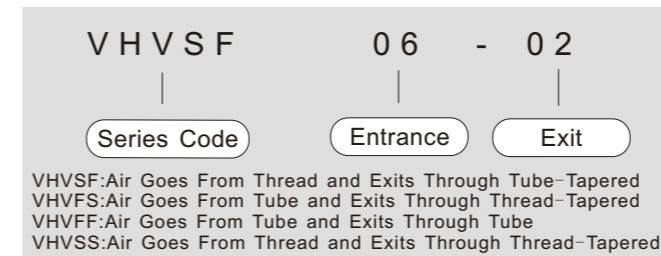 VHVSF 06 - 02
Series Code Entrance Exit
VHVSF:Air Goes From Thread and Exits Through Tube-Tapered
VHVFS:Air Goes From Tube and Exits Through Thread-Tapered
VHVFF:Air Goes From Tube and Exits Through Tube
VHVSS:Air Goes From Thread and Exits Through Thread-Tapered